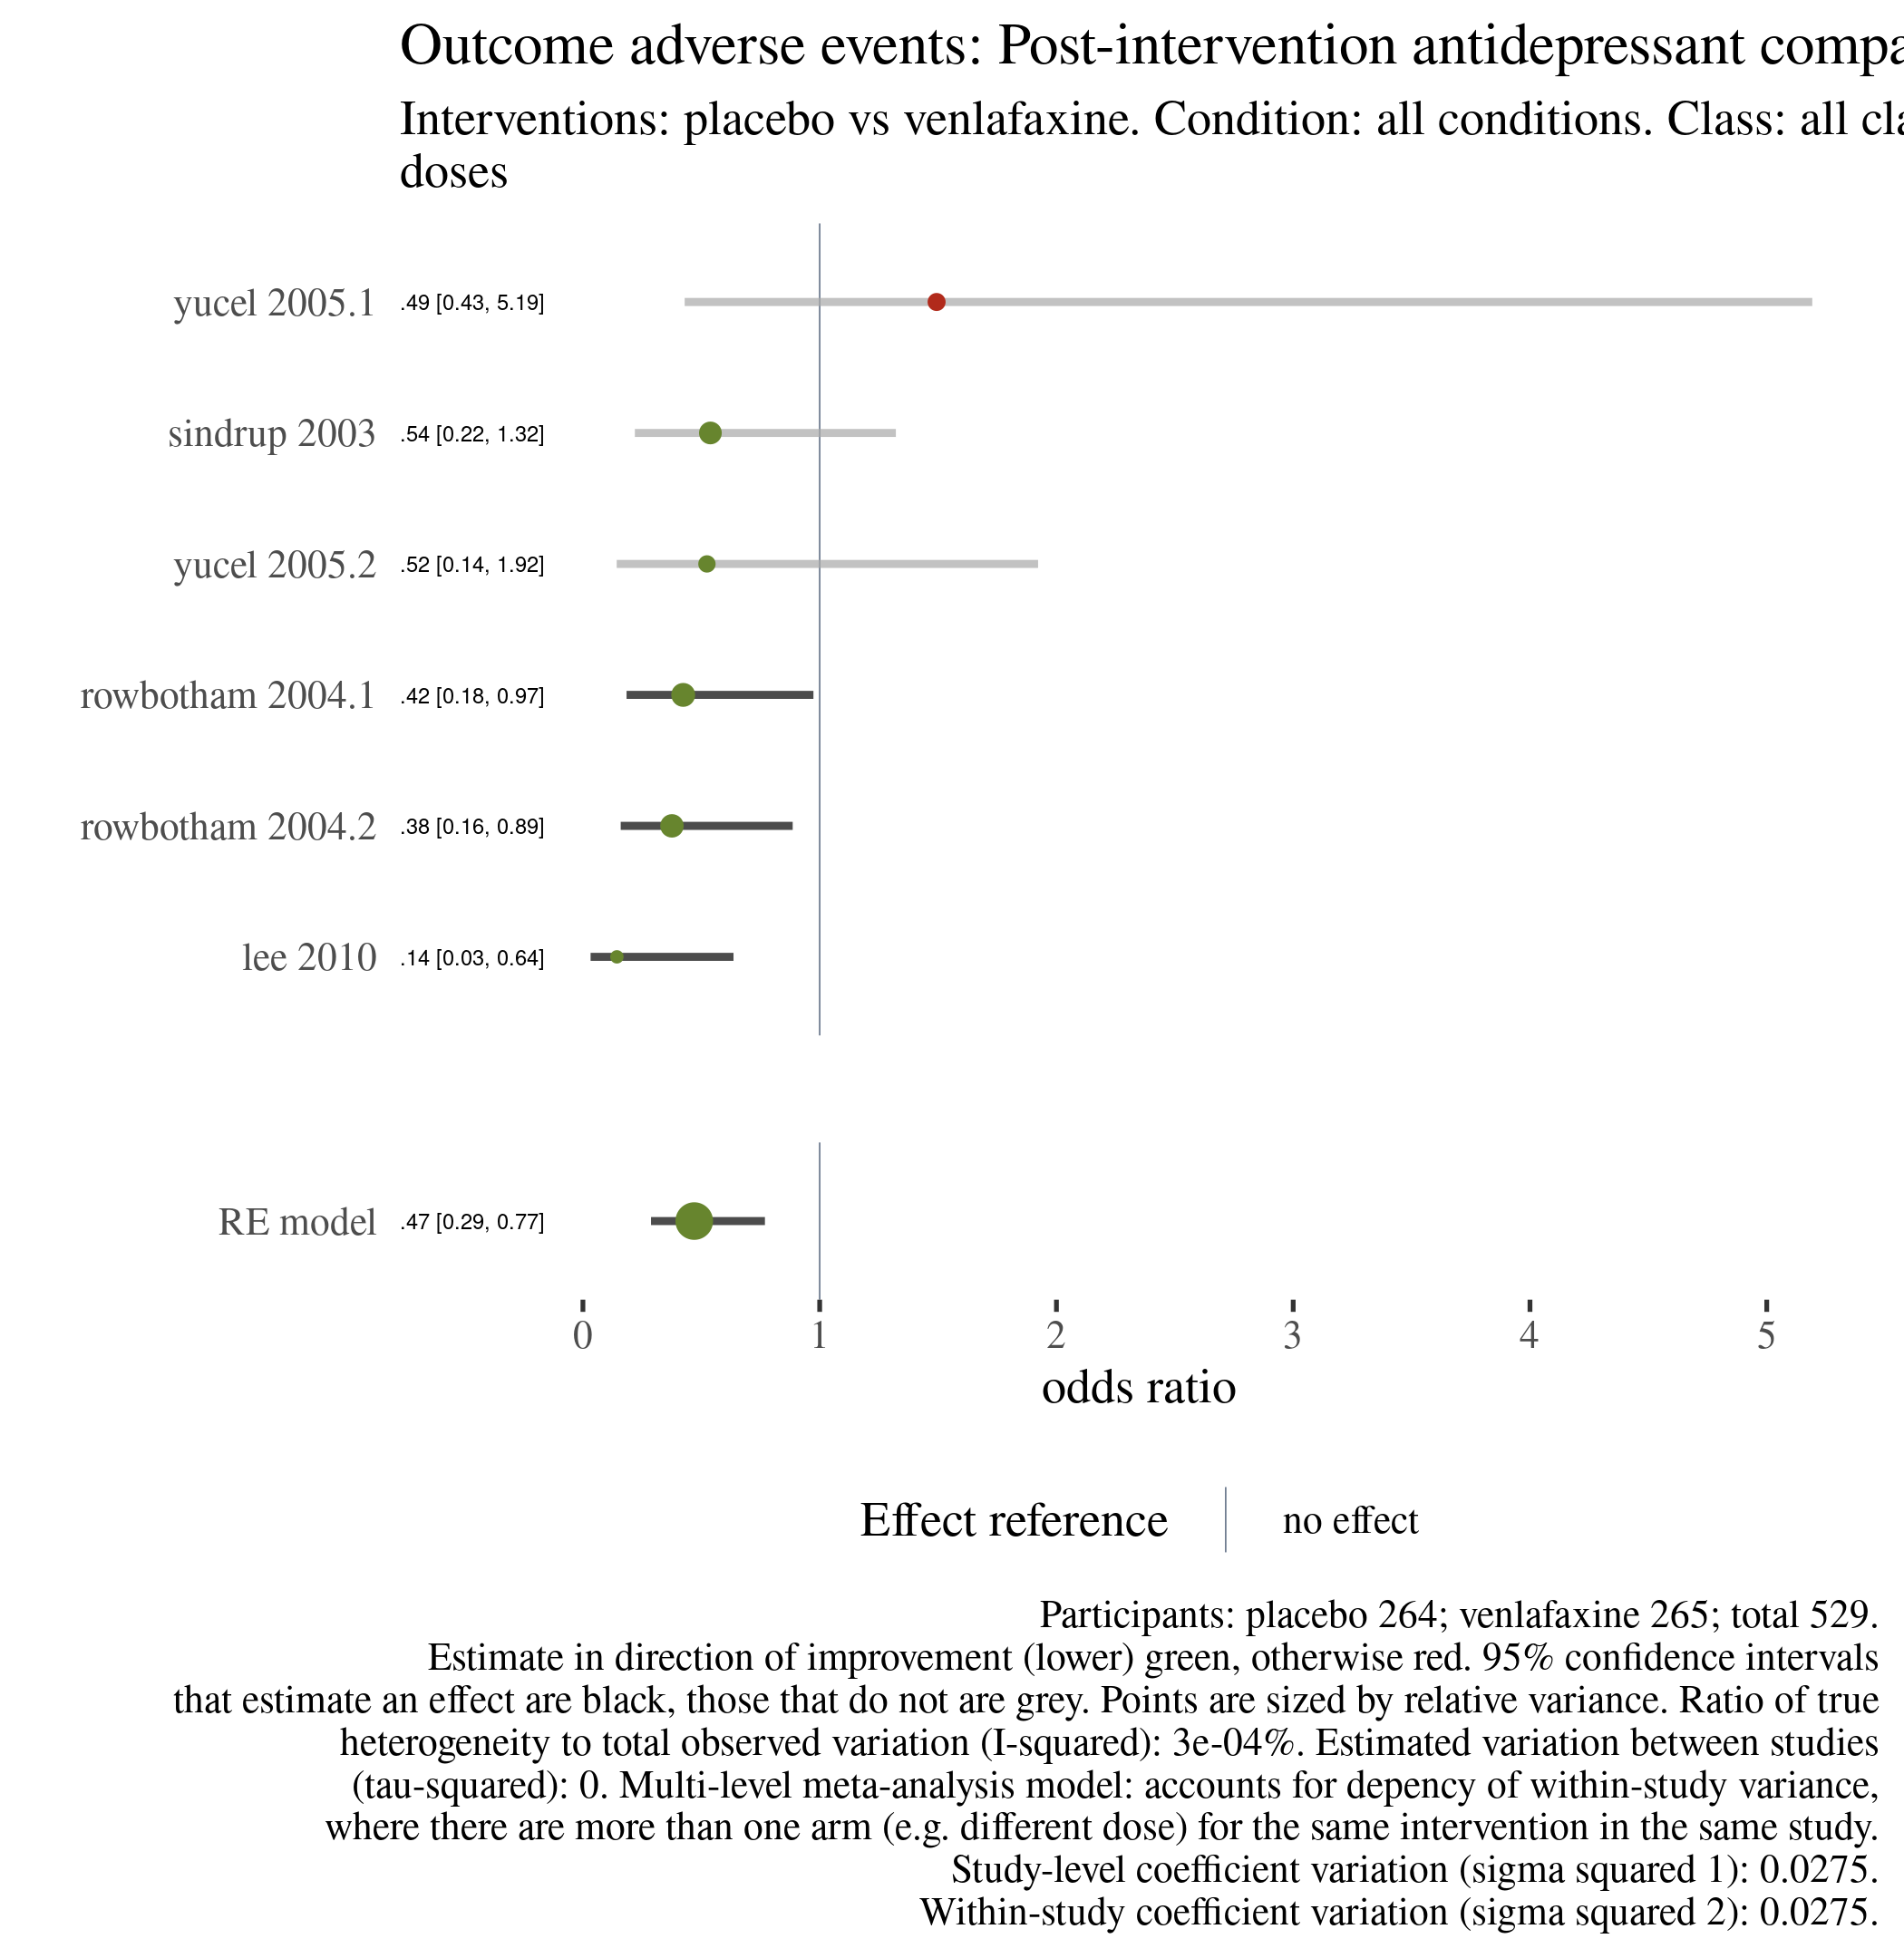 Outcome adverse events: Post-intervention antidepressant compa
Interventions: placebo vs venlafaxine. Condition: all conditions. Class: all cla
doses
yucel 2005.1 .49 [0.43, 5.19]
sindrup 2003 .54 [0.22, 1.32]
yucel 2005.2 .52 [0.14, 1.92]
rowbotham 2004.1 .42 [0.18, 0.97]
rowbotham 2004.2 .38 [0.16, 0.89]
lee 2010 .14 [0.03, 0.64]
RE model .47 [0.29, 0.77]
0 1 2 3 4 5
odds ratio
Effect reference no effect
Participants: placebo 264; venlafaxine 265; total 529.
Estimate in direction of improvement (lower) green, otherwise red. 95% confidence intervals
that estimate an effect are black, those that do not are grey. Points are sized by relative variance. Ratio of true
heterogeneity to total observed variation (I-squared): 3e-04%. Estimated variation between studies
(tau-squared): 0. Multi-level meta-analysis model: accounts for depency of within-study variance,
where there are more than one arm (e.g. different dose) for the same intervention in the same study.
Study-level coefficient variation (sigma squared 1): 0.0275.
Within-study coefficient variation (sigma squared 2): 0.0275.